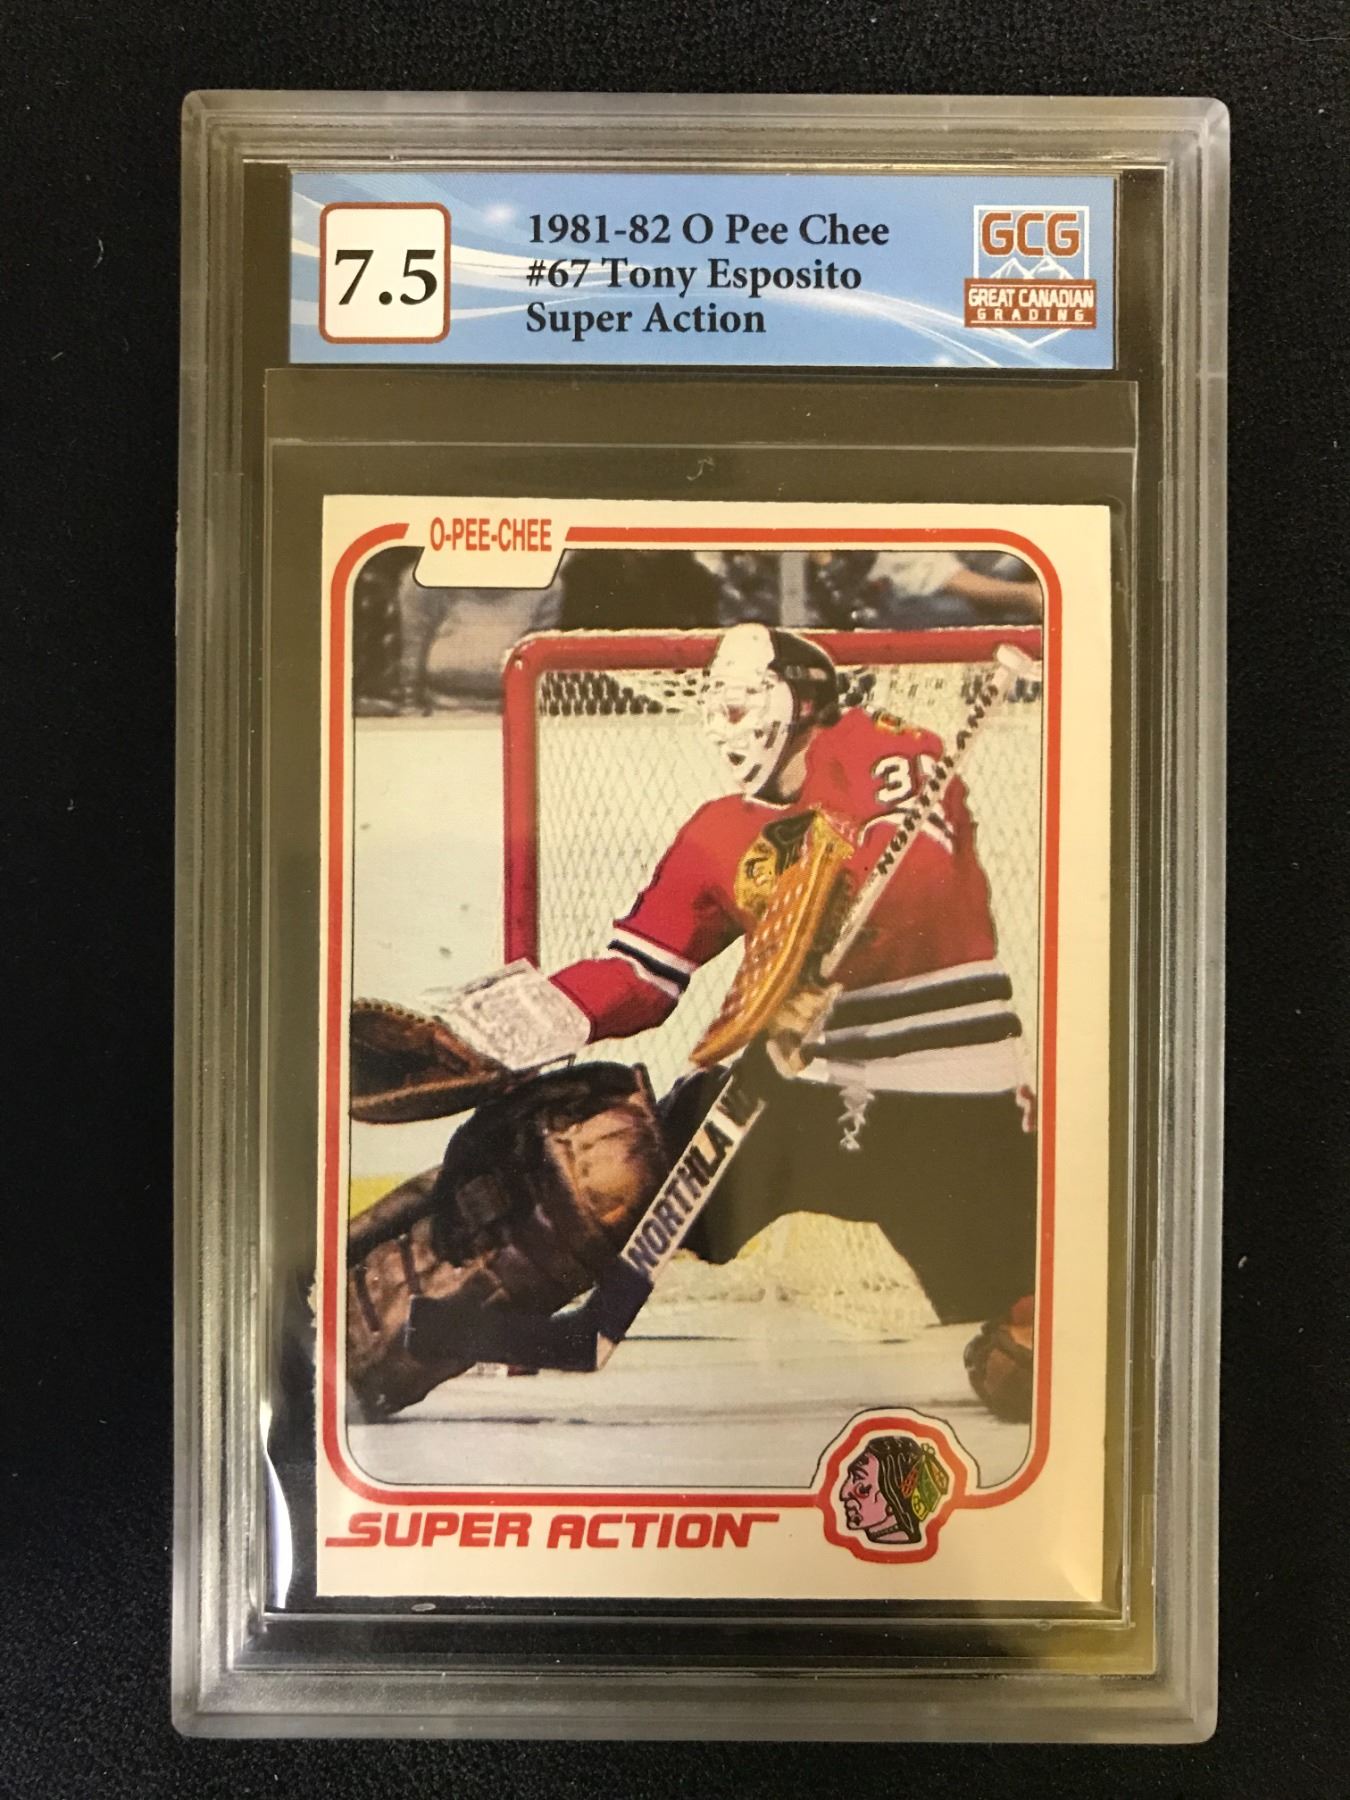 7.5
1981-82 O Pee Chee
#67 Tony Esposito
Super Action
GCG
GREAT CANADIAN
GRADING
O-PEE-CHEE
NORTHLAND
NORTHLA
SUPER ACTION